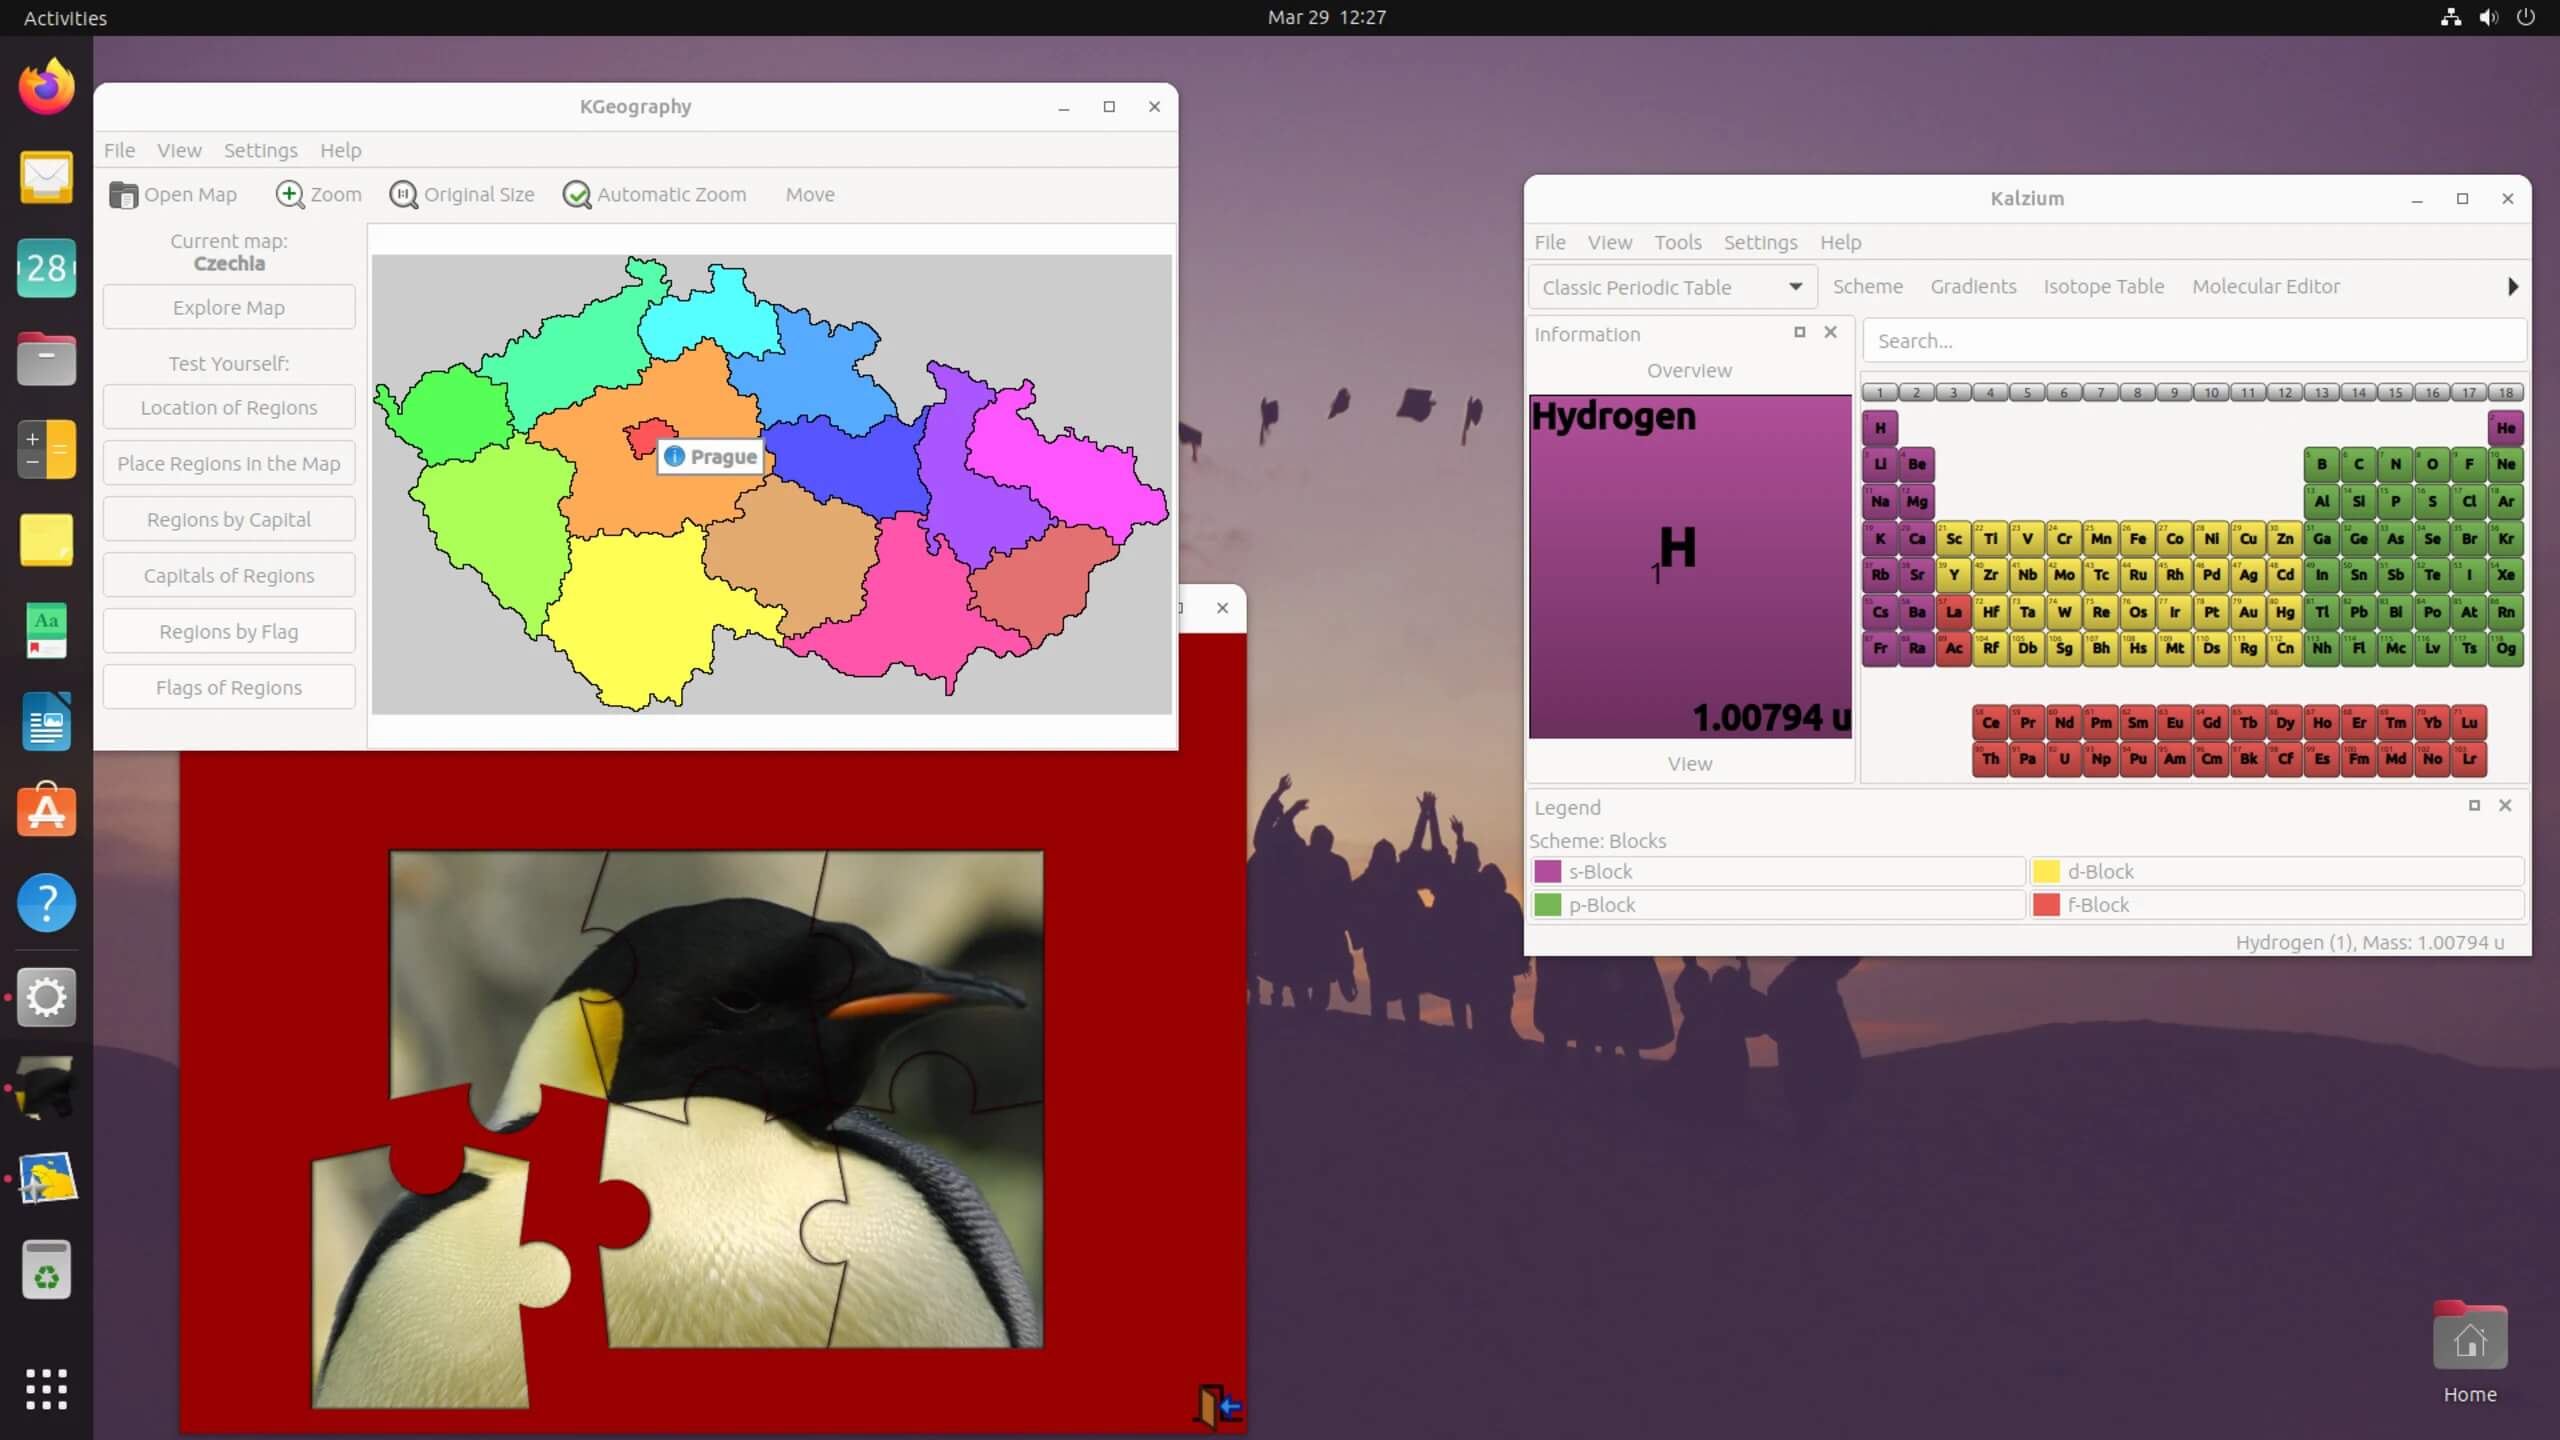 Activities
Mar 29 12:27
28
Aa
KGeography
File View Settings Help
Open Map Zoom Original Size Automatic Zoom Move
Current map:
Czechia
Explore Map
Test Yourself:
Location of Regions
Place Regions in the Map
Regions by Capital
Capitals of Regions
Regions by Flag
Flags of Regions
Prague
Kalzium
File View Tools Settings Help
Classic Periodic Table Scheme Gradients Isotope Table Molecular Editor
Information
Overview
Hydrogen
H
1
1.00794 u
View
Search...
1 2 3 4 5 6 7 8 9 10 11 12 13 14 15 16 17 18
H He
Li Be B C N O F Ne
Na Mg Al Si P S Cl Ar
K Ca Sc Ti V Cr Mn Fe Co Ni Cu Zn Ga Ge As Se Br Kr
Rb Sr Y Zr Nb Mo Tc Ru Rh Pd Ag Cd In Sn Sb Te I Xe
Cs Ba La Hf Ta W Re Os Ir Pt Au Hg Tl Pb Bi Po At Rn
Fr Ra Ac Rf Db Sg Bh Hs Mt Ds Rg Cn Nh Fl Mc Lv Ts Og
Ce Pr Nd Pm Sm Eu Gd Tb Dy Ho Er Tm Yb Lu
Th Pa U Np Pu Am Cm Bk Cf Es Fm Md No Lr
Legend
Scheme: Blocks
s-Block d-Block
p-Block f-Block
Hydrogen (1), Mass: 1.00794 u
Home